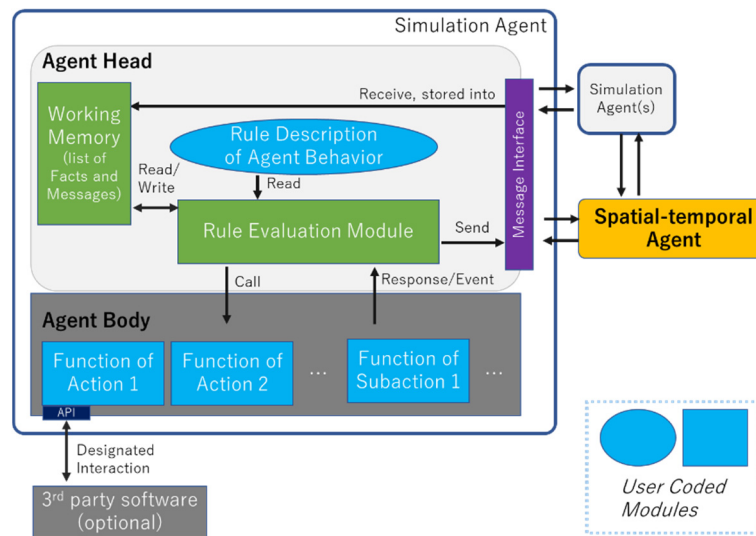 Simulation Agent
Agent Head
Working
Memory
(list of
Facts and
Messages)
Receive, stored into
Rule Description
of Agent Behavior
Read/
Write
Read
Rule Evaluation Module
Send
Message Interface
Simulation
Agent(s)
Spatial-temporal
Agent
Call
Response/Event
Agent Body
Function of
Action 1
Function of
Action 2
...
Function of
Subaction 1
...
API
Designated
Interaction
3rd party software
(optional)
User Coded
Modules